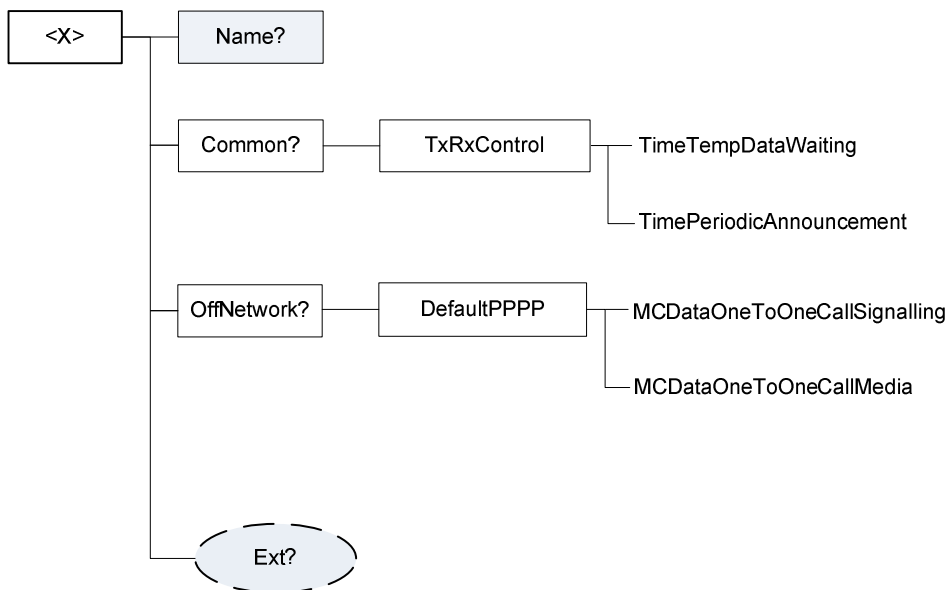 <X>
Name?
Common?
TxRxControl
TimeTempDataWaiting
TimePeriodicAnnouncement
OffNetwork?
DefaultPPPP
MCDataOneToOneCallSignalling
MCDataOneToOneCallMedia
Ext?